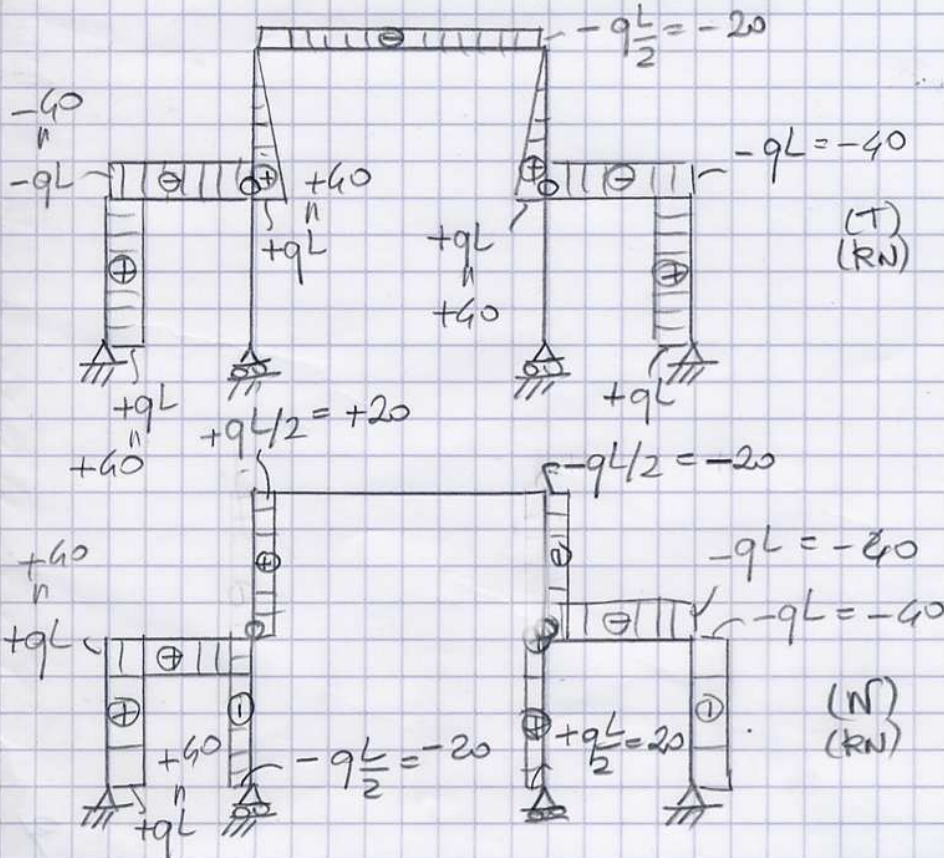 -qL/2 = -20
-40
=
-qL
-qL = -40
+40
=
+qL
+qL
=
+40
(T)
(KN)
+qL
=
+40
+qL
+qL/2 = +20
-qL/2 = -20
+40
=
+qL
-qL = -40
-qL = -40
(N)
(KN)
+40
=
+qL
-qL/2 = -20
+qL/2 = 20